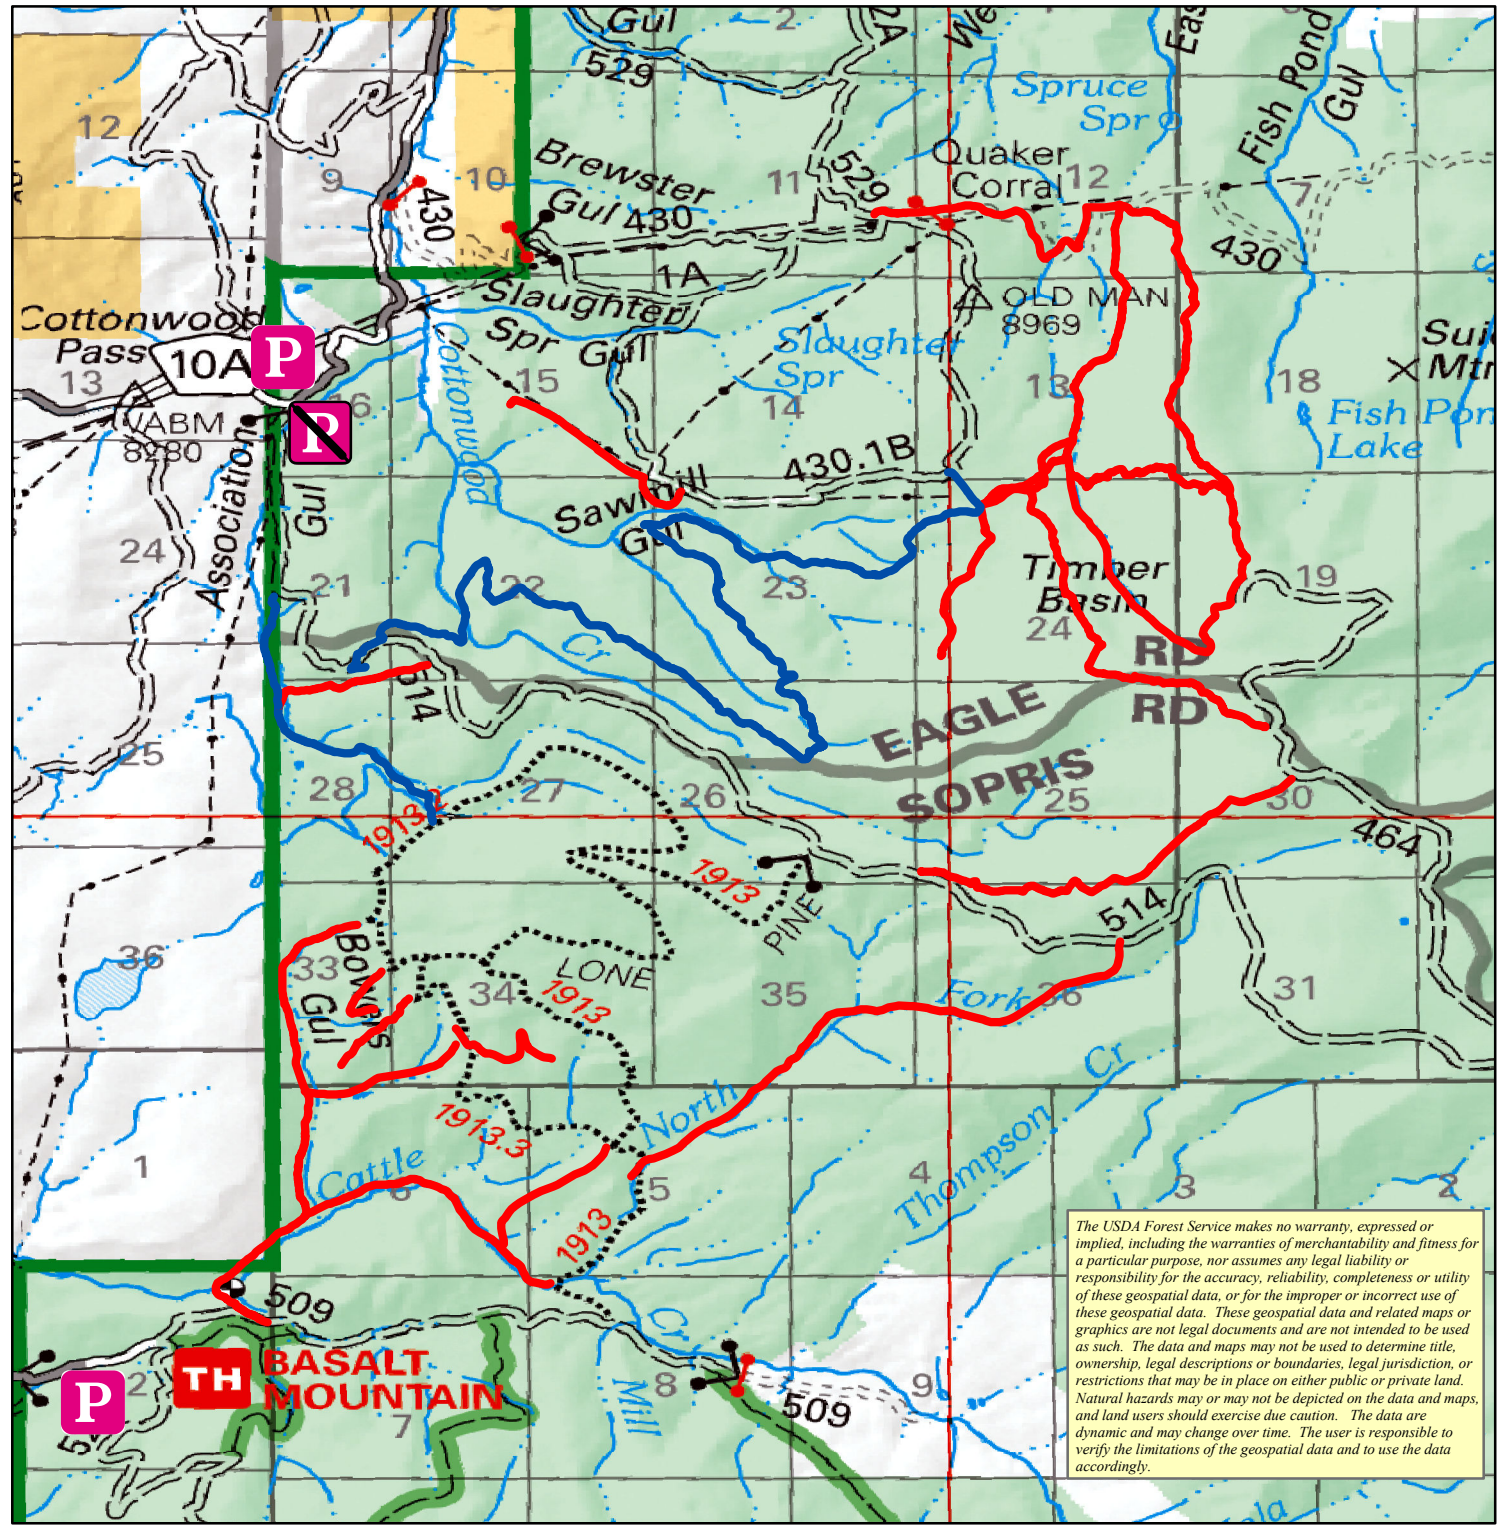 Gul
529
2
1A
We
Eas
Fish Pond
Gul
Spruce
Spr
12
9
10
Brewster
Gul 430
430
11
529
Quaker
Corral
12
7
430
1A
Slaughter
Spr Gul
Cottonwood
Pass
10A
P
13
VABM
8280
P
16
Cottonwood
15
Slaughter
Spr
14
OLD MAN
8969
13
18
Sui
Mtn
Fish Pon
Lake
Association
Gul
430.1B
Sawmill
Gul
24
21
22
23
Timber
Basin
24
19
Cr
RD
RD
EAGLE
SOPRIS
514
25
28
27
26
25
30
464
1913.2
1913
PINE
514
36
33
Bowers
Gul
LONE
34
1913
35
Fork
36
31
Cr
North
Thompson
1913.3
1
Cattle
6
5
4
3
2
1913
509
Cr
TH
BASALT
MOUNTAIN
P
2
7
Mill
8
9
509
The USDA Forest Service makes no warranty, expressed or
implied, including the warranties of merchantability and fitness for
a particular purpose, nor assumes any legal liability or
responsibility for the accuracy, reliability, completeness or utility
of these geospatial data, or for the improper or incorrect use of
these geospatial data. These geospatial data and related maps or
graphics are not legal documents and are not intended to be used
as such. The data and maps may not be used to determine title,
ownership, legal descriptions or boundaries, legal jurisdiction, or
restrictions that may be in place on either public or private land.
Natural hazards may or may not be depicted on the data and maps,
and land users should exercise due caution. The data are
dynamic and may change over time. The user is responsible to
verify the limitations of the geospatial data and to use the data
accordingly.